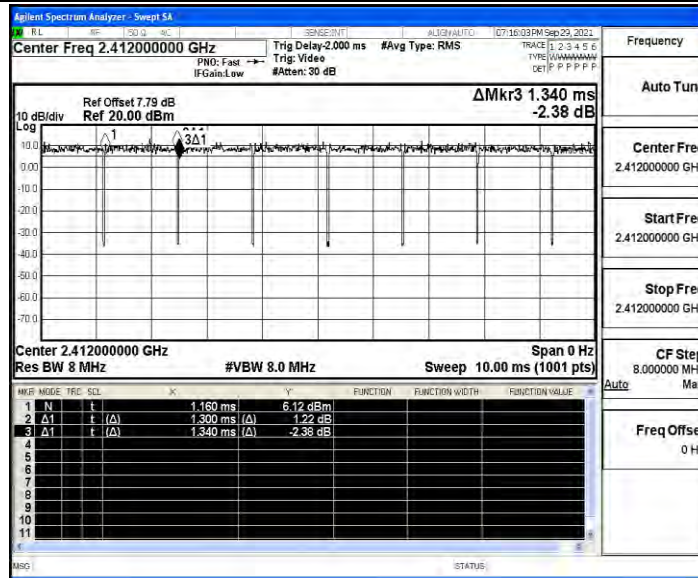 Agilent Spectrum Analyzer - Swept SA
RL RF 50 Ω AC SENSE:INT ALIGNAUTO 07:16:03 PM Sep 29, 2021
Center Freq 2.412000000 GHz
PNO: Fast
IFGain:Low
Trig Delay-2.000 ms
Trig: Video
#Atten: 30 dB
#Avg Type: RMS
TRACE 1 2 3 4 5 6
TYPE WWWWWW
DET P P P P P P
Frequency
Auto Tun
ΔMkr3 1.340 ms
-2.38 dB
Ref Offset 7.79 dB
10 dB/div Ref 20.00 dBm
Log
1
3Δ1
10.0
0.00
-10.0
-20.0
-30.0
-40.0
-50.0
-60.0
-70.0
Center Fre
2.412000000 GH
Start Fre
2.412000000 GH
Stop Fre
2.412000000 GH
CF Step
8.000000 MH
Auto Ma
Freq Offse
0 H
Center 2.412000000 GHz Span 0 Hz
Res BW 8 MHz #VBW 8.0 MHz Sweep 10.00 ms (1001 pts)
MKR MODE TRC SCL X Y FUNCTION FUNCTION WIDTH FUNCTION VALUE
1 N t 1.160 ms 6.12 dBm
2 Δ1 t (Δ) 1.300 ms (Δ) 1.22 dB
3 Δ1 t (Δ) 1.340 ms (Δ) -2.38 dB
4
5
6
7
8
9
10
11
MSG STATUS